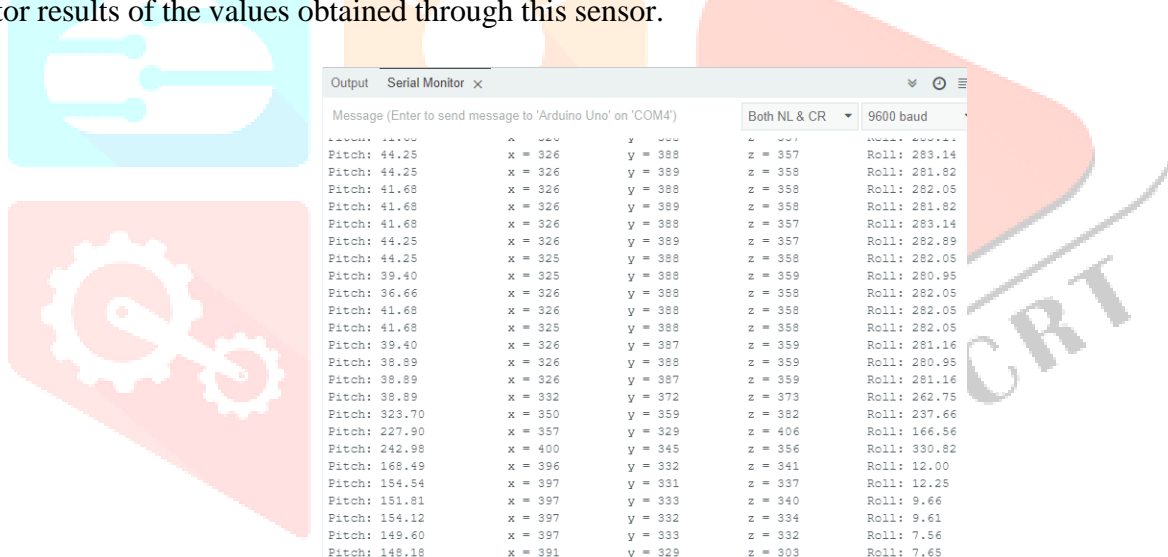 tor results of the values obtained through this sensor.
Output Serial Monitor ×
Message (Enter to send message to 'Arduino Uno' on 'COM4') Both NL & CR 9600 baud
Pitch: 44.25 x = 326 y = 388 z = 357 Roll: 283.14
Pitch: 44.25 x = 326 y = 389 z = 358 Roll: 281.82
Pitch: 41.68 x = 326 y = 388 z = 358 Roll: 282.05
Pitch: 41.68 x = 326 y = 389 z = 358 Roll: 281.82
Pitch: 41.68 x = 326 y = 388 z = 357 Roll: 283.14
Pitch: 44.25 x = 326 y = 389 z = 357 Roll: 282.89
Pitch: 44.25 x = 325 y = 388 z = 358 Roll: 282.05
Pitch: 39.40 x = 325 y = 388 z = 359 Roll: 280.95
Pitch: 36.66 x = 326 y = 388 z = 358 Roll: 282.05
Pitch: 41.68 x = 326 y = 388 z = 358 Roll: 282.05
Pitch: 41.68 x = 325 y = 388 z = 358 Roll: 282.05
Pitch: 39.40 x = 326 y = 387 z = 359 Roll: 281.16
Pitch: 38.89 x = 326 y = 388 z = 359 Roll: 280.95
Pitch: 38.89 x = 326 y = 387 z = 359 Roll: 281.16
Pitch: 38.89 x = 332 y = 372 z = 373 Roll: 262.75
Pitch: 323.70 x = 350 y = 359 z = 382 Roll: 237.66
Pitch: 227.90 x = 357 y = 329 z = 406 Roll: 166.56
Pitch: 242.98 x = 400 y = 345 z = 356 Roll: 330.82
Pitch: 168.49 x = 396 y = 332 z = 341 Roll: 12.00
Pitch: 154.54 x = 397 y = 331 z = 337 Roll: 12.25
Pitch: 151.81 x = 397 y = 333 z = 340 Roll: 9.66
Pitch: 154.12 x = 397 y = 332 z = 334 Roll: 9.61
Pitch: 149.60 x = 397 y = 333 z = 332 Roll: 7.56
Pitch: 148.18 x = 391 y = 329 z = 303 Roll: 7.65
CRT